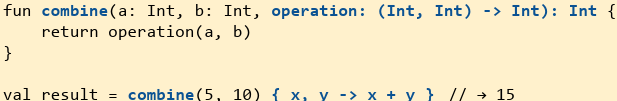 fun combine(a: Int, b: Int, operation: (Int, Int) -> Int): Int {
    return operation(a, b)
}

val result = combine(5, 10) { x, y -> x + y } // → 15